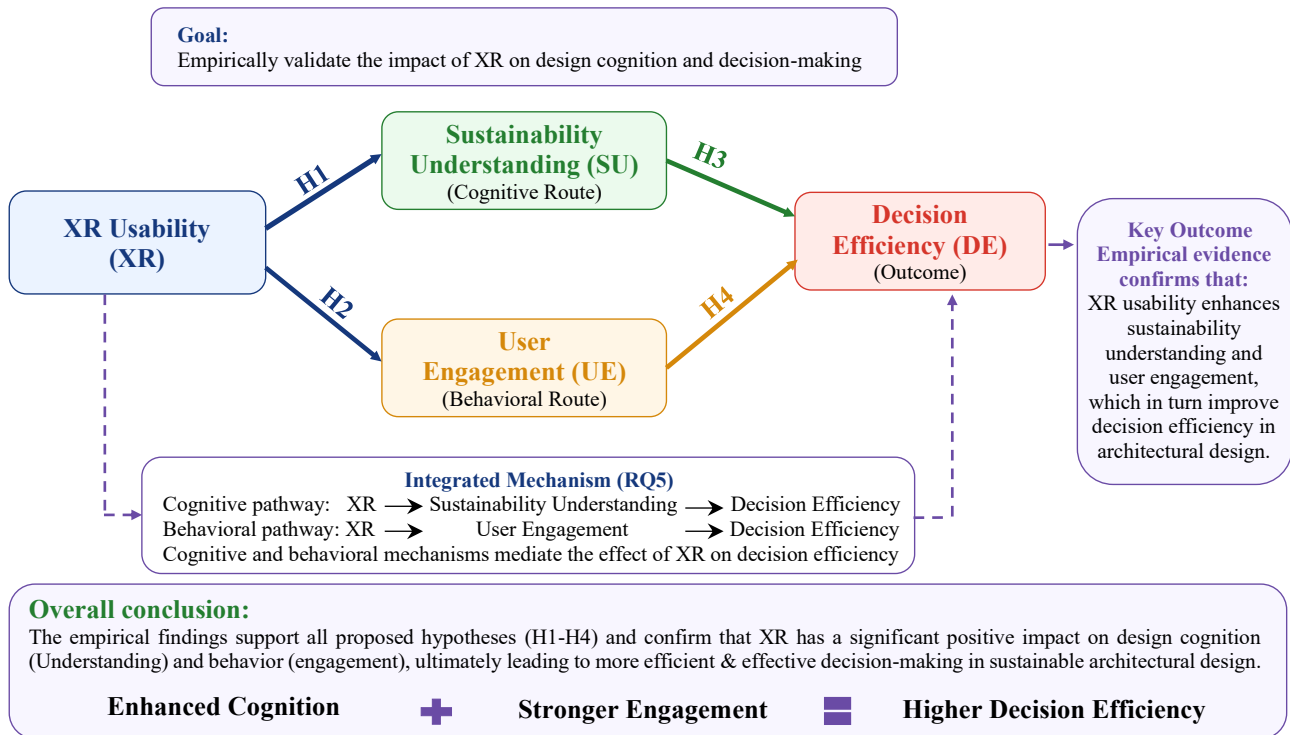 Goal:
Empirically validate the impact of XR on design cognition and decision-making
XR Usability
(XR)
H1
H2
Sustainability
Understanding (SU)
(Cognitive Route)
User
Engagement (UE)
(Behavioral Route)
H3
H4
Decision
Efficiency (DE)
(Outcome)
Key Outcome
Empirical evidence
confirms that:
XR usability enhances
sustainability
understanding and
user engagement,
which in turn improve
decision efficiency in
architectural design.
Integrated Mechanism (RQ5)
Cognitive pathway: XR → Sustainability Understanding → Decision Efficiency
Behavioral pathway: XR → User Engagement → Decision Efficiency
Cognitive and behavioral mechanisms mediate the effect of XR on decision efficiency
Overall conclusion:
The empirical findings support all proposed hypotheses (H1-H4) and confirm that XR has a significant positive impact on design cognition
(Understanding) and behavior (engagement), ultimately leading to more efficient & effective decision-making in sustainable architectural design.
Enhanced Cognition + Stronger Engagement = Higher Decision Efficiency